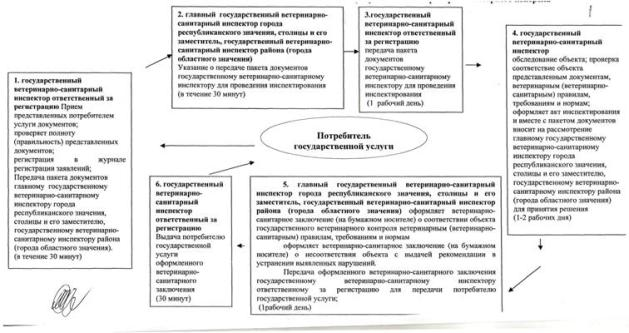 2. главный государственный ветеринарно-
санитарный инспектор города
республиканского значения, столицы и его
заместитель, государственный ветеринарно-
санитарный инспектор района (города
областного значения)
Указание о передаче пакета документов
государственному ветеринарно-санитарному
инспектору для проведения инспектирования
(в течение 30 минут)
3.государственный
ветеринарно-санитарный
инспектор ответственный
за регистрацию
передача пакета
документов
государственному
ветеринарно-санитарному
инспектору для проведения
инспектирования
(1 рабочий день)
4. государственный
ветеринарно-санитарный
инспектор
обследование объекта; проверка
соответствие объекта
представленным документам,
ветеринарным (ветеринарно-
санитарным) правилам,
требованиям и нормам;
оформляет акт инспектирования
и вместе с пакетом документов
вносит на рассмотрение
главному государственному
ветеринарно-санитарному
инспектору города
республиканского значения,
столицы и его заместителю,
государственному ветеринарно-
санитарному инспектору района
(города областного значения)
для принятия решения
(1-2 рабочих дня)
1. государственный
ветеринарно-санитарный
инспектор ответственный за
регистрацию Прием
представленных потребителем
услуги документов;
проверяет полноту
(правильность) представленных
документов;
регистрация в журнале
регистрации заявлений;
Передача пакета документов
главному государственному
ветеринарно-санитарному
инспектору города
республиканского значения,
столицы и его заместителю,
государственному ветеринарно-
санитарному инспектору района
(города областного значения).
(в течение 30 минут)
Потребитель
государственной услуги
6. государственный
ветеринарно-
санитарный
инспектор
ответственный за
регистрацию
Выдача потребителю
государственной
услуги
оформленного
ветеринарно-
санитарного
заключения
(30 минут)
5. главный государственный ветеринарно-санитарный
инспектор города республиканского значения, столицы и его
заместитель, государственный ветеринарно-санитарный инспектор
района (города областного значения) оформляет ветеринарно-
санитарное заключение (на бумажном носителе) о соответствии объекта
государственного ветеринарного контроля ветеринарным (ветеринарно-
санитарным) правилам, требованиям и нормам
оформляет ветеринарно-санитарное заключение (на бумажном
носителе) о несоответствии объекта с выдачей рекомендации в
устранении выявленных нарушений.
Передача оформленного ветеринарно-санитарного заключения
государственному ветеринарно-санитарному инспектору
ответственному за регистрацию для передачи потребителю
государственной услуги;
(1рабочий день)